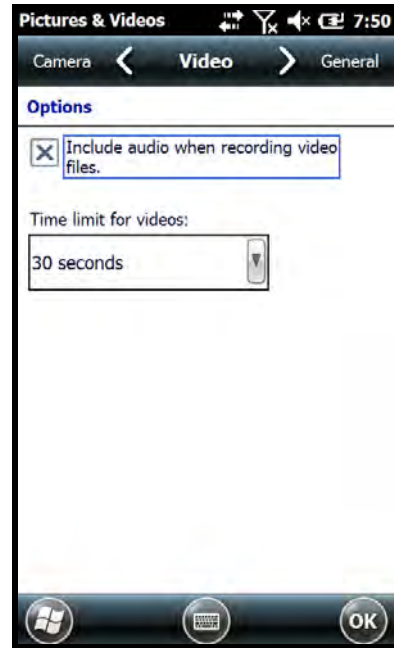 Pictures & Videos 7:50
Camera Video General
Options
Include audio when recording video
files.
Time limit for videos:
30 seconds
OK